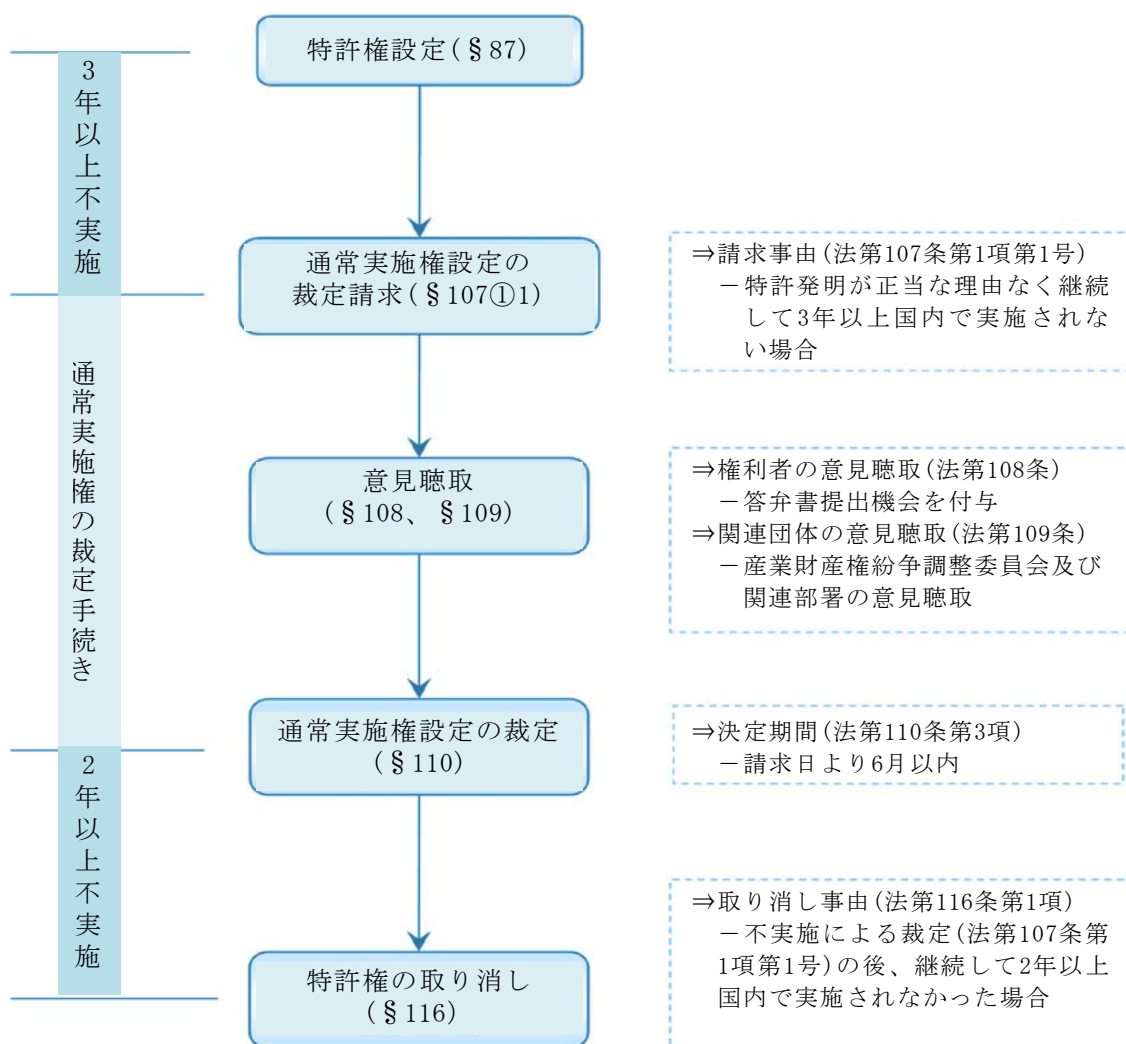 特許権設定(§87)
3年以上不実施
通常実施権設定の
裁定請求(§107①1)
⇒請求事由(法第107条第1項第1号)
－特許発明が正当な理由なく継続
して3年以上国内で実施されな
い場合
通常実施権の裁定手続き
意見聴取
(§108、§109)
⇒権利者の意見聴取(法第108条)
－答弁書提出機会を付与
⇒関連団体の意見聴取(法第109条)
－産業財産権紛争調整委員会及び
関連部署の意見聴取
通常実施権設定の裁定
(§110)
⇒決定期間(法第110条第3項)
－請求日より6月以内
2年以上不実施
特許権の取り消し
(§116)
⇒取り消し事由(法第116条第1項)
－不実施による裁定(法第107条第
1項第1号)の後、継続して2年以上
国内で実施されなかった場合